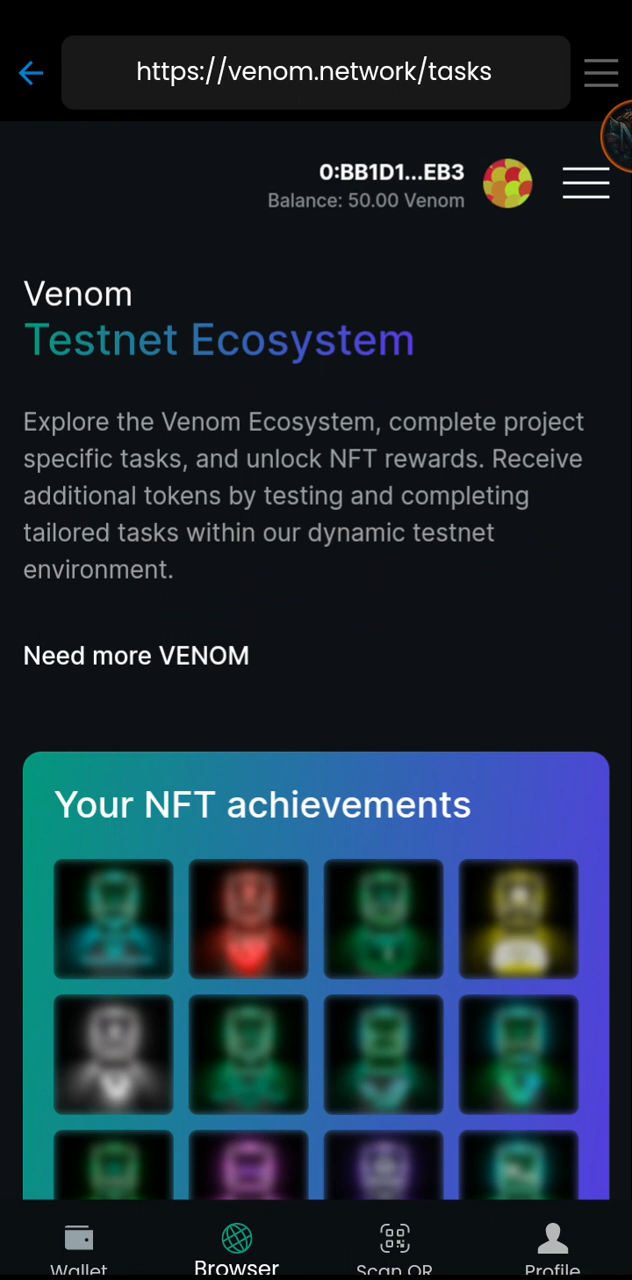 https://venom.network/tasks
0:BB1D1...EB3
Balance: 50.00 Venom
Venom
Testnet Ecosystem
Explore the Venom Ecosystem, complete project
specific tasks, and unlock NFT rewards. Receive
additional tokens by testing and completing
tailored tasks within our dynamic testnet
environment.
Need more VENOM
Your NFT achievements
Wallet
Browser
Scan QR
Profile